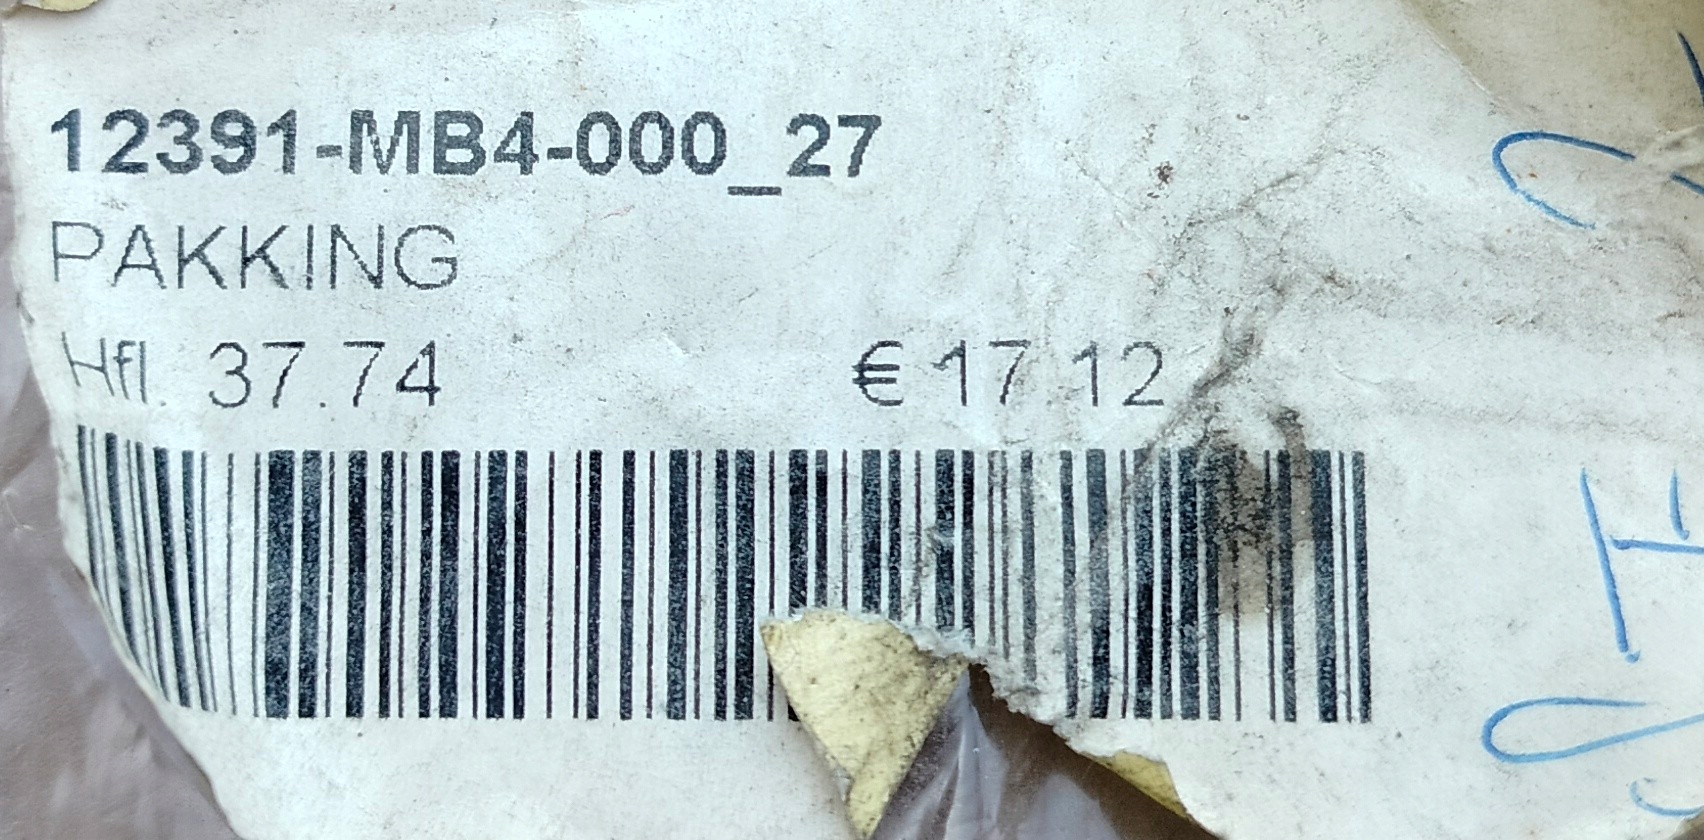 12391-MB4-000_27
PAKKING
Hfl. 37.74 € 17.12